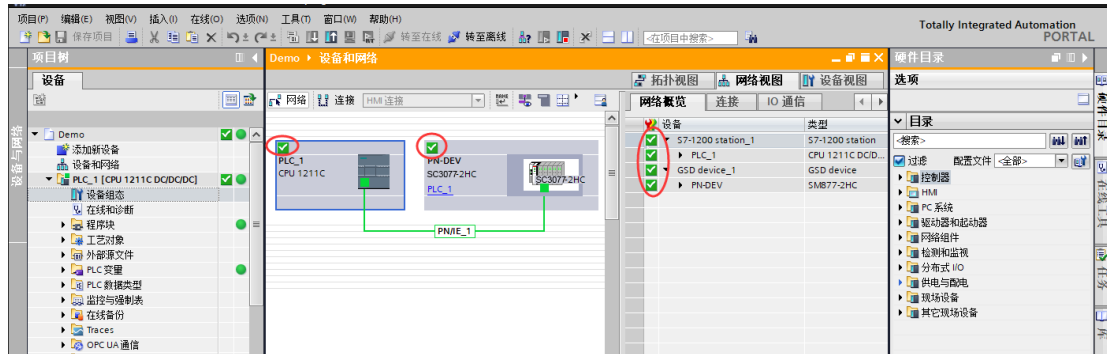 项目(P) 编辑(E) 视图(V) 插入(I) 在线(O) 选项(N) 工具(T) 窗口(W) 帮助(H)
Totally Integrated Automation
PORTAL
保存项目 转至在线 转至离线 <在项目中搜索>
项目树
Demo › 设备和网络
硬件目录
设备
拓扑视图 网络视图 设备视图
选项
网络 连接 HMI 连接
网络概览 连接 IO 通信
设备 类型
S7-1200 station_1 S7-1200 station
PLC_1 CPU 1211C DC/D...
GSD device_1 GSD device
PN-DEV SM877-2HC
Demo
添加新设备
设备和网络
PLC_1 [CPU 1211C DC/DC/DC]
设备组态
在线和诊断
程序块
工艺对象
外部源文件
PLC 变量
PLC 数据类型
监控与强制表
在线备份
Traces
OPC UA 通信
PLC_1
CPU 1211C
PN-DEV
SC3077-2HC
PLC_1
SC3077-2HC
PN/IE_1
目录
<搜索>
过滤 配置文件 <全部>
控制器
HMI
PC 系统
驱动器和起动器
网络组件
检测和监视
分布式 I/O
供电与配电
现场设备
其它现场设备
设备与网络
硬件目录
在线工具
任务
库